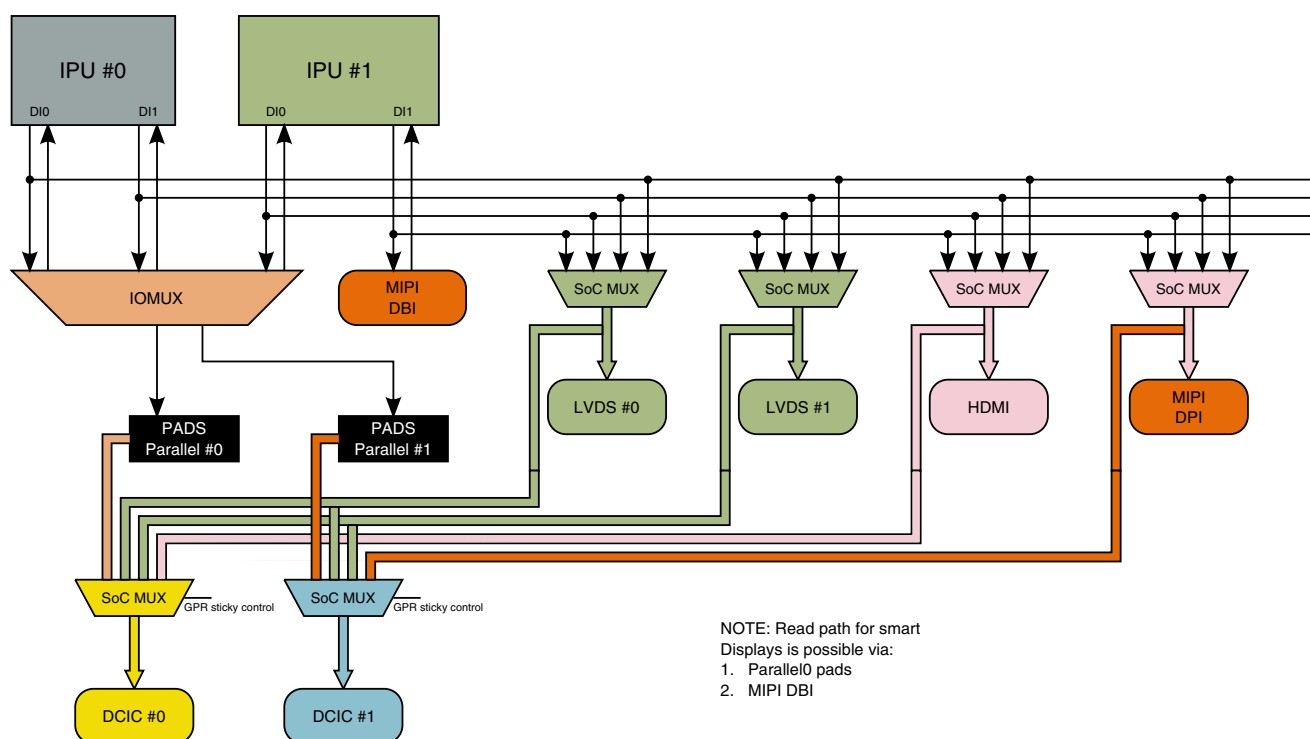 IPU #0
IPU #1
DI0
DI1
DI0
DI1
IOMUX
MIPI
DBI
SoC MUX
SoC MUX
SoC MUX
SoC MUX
LVDS #0
LVDS #1
HDMI
MIPI
DPI
PADS
Parallel #0
PADS
Parallel #1
SoC MUX
GPR sticky control
SoC MUX
GPR sticky control
DCIC #0
DCIC #1
NOTE: Read path for smart
Displays is possible via:
1. Parallel0 pads
2. MIPI DBI